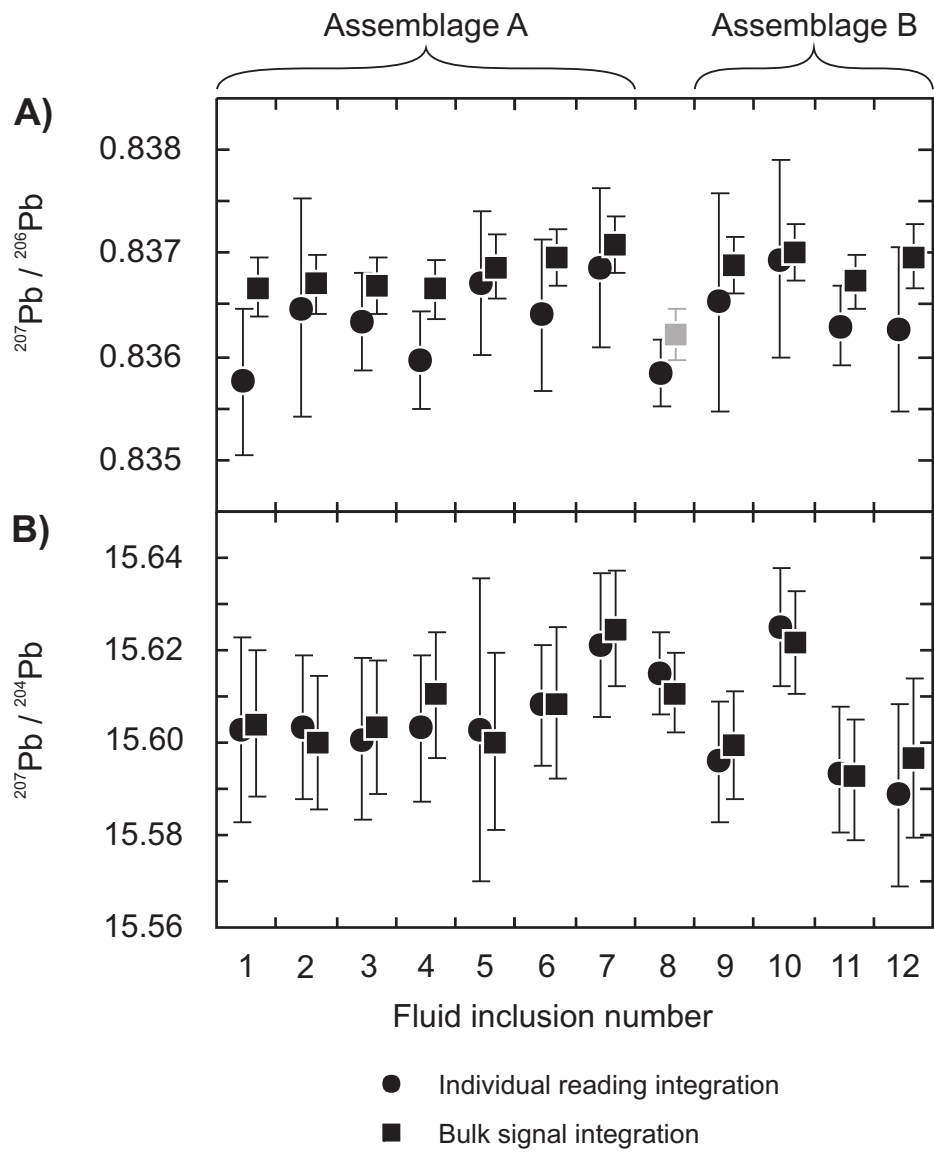 Assemblage A Assemblage B
A)
0.838
0.837
0.836
0.835
²⁰⁷Pb / ²⁰⁶Pb
B)
15.64
15.62
15.60
15.58
15.56
²⁰⁷Pb / ²⁰⁴Pb
1 2 3 4 5 6 7 8 9 10 11 12
Fluid inclusion number
Individual reading integration
Bulk signal integration